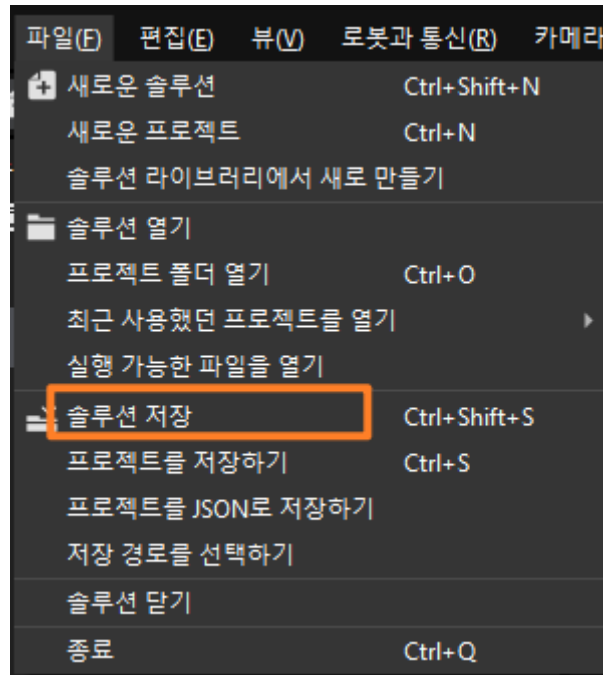 파일(F) 편집(E) 뷰(V) 로봇과 통신(R) 카메라
새로운 솔루션 Ctrl+Shift+N
새로운 프로젝트 Ctrl+N
솔루션 라이브러리에서 새로 만들기
솔루션 열기
프로젝트 폴더 열기 Ctrl+O
최근 사용했던 프로젝트를 열기
실행 가능한 파일을 열기
솔루션 저장 Ctrl+Shift+S
프로젝트를 저장하기 Ctrl+S
프로젝트를 JSON로 저장하기
저장 경로를 선택하기
솔루션 닫기
종료 Ctrl+Q